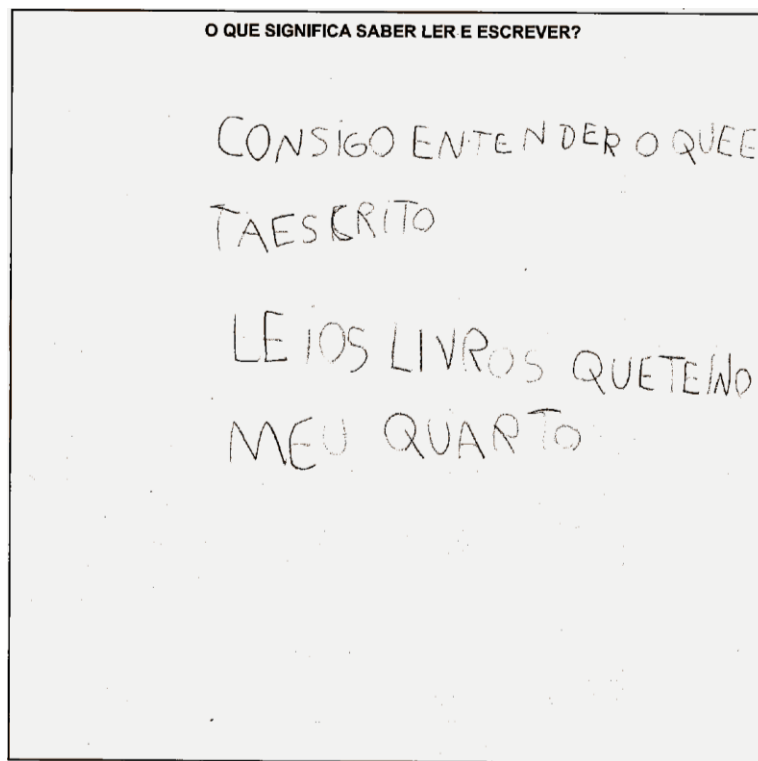 O QUE SIGNIFICA SABER LER E ESCREVER?
CONSIGO ENTENDER O QUEE
TAESCRITO
LEIOS LIVROS QUETEINO
MEU QUARTO